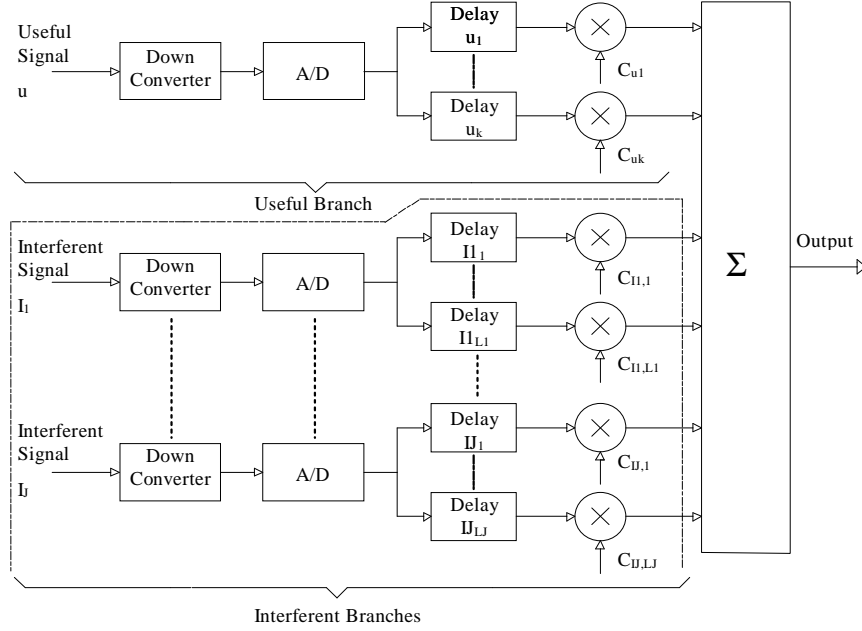 Useful
Signal
u
Down
Converter
A/D
Delay
u1
Cu1
Delay
uk
Cuk
Useful Branch
Interferent
Signal
I1
Down
Converter
A/D
Delay
I11
CI1,1
Delay
I1L1
CI1,L1
Interferent
Signal
IJ
Down
Converter
A/D
Delay
IJ1
CIJ,1
Delay
IJLJ
CIJ,LJ
Σ
Output
Interferent Branches